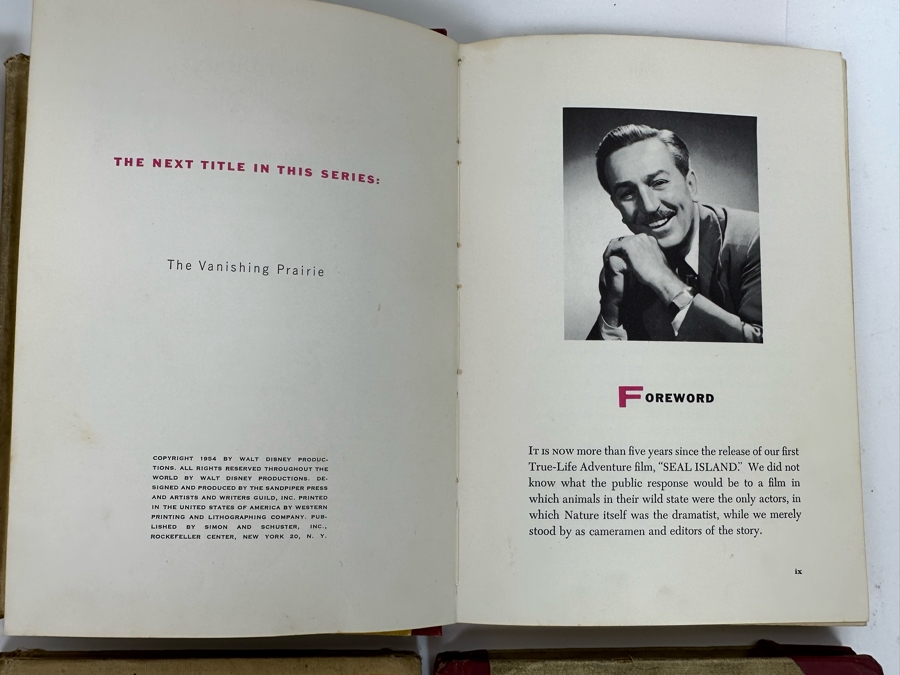 THE NEXT TITLE IN THIS SERIES:
The Vanishing Prairie
COPYRIGHT 1954 BY WALT DISNEY PRODUC-
TIONS. ALL RIGHTS RESERVED THROUGHOUT THE
WORLD BY WALT DISNEY PRODUCTIONS. DE-
SIGNED AND PRODUCED BY THE SANDPIPER PRESS
AND ARTISTS AND WRITERS GUILD, INC. PRINTED
IN THE UNITED STATES OF AMERICA BY WESTERN
PRINTING AND LITHOGRAPHING COMPANY. PUB-
LISHED BY SIMON AND SCHUSTER, INC.,
ROCKEFELLER CENTER, NEW YORK 20, N. Y.
FOREWORD
IT IS NOW more than five years since the release of our first
True-Life Adventure film, “SEAL ISLAND.” We did not
know what the public response would be to a film in
which animals in their wild state were the only actors, in
which Nature itself was the dramatist, while we merely
stood by as cameramen and editors of the story.
ix